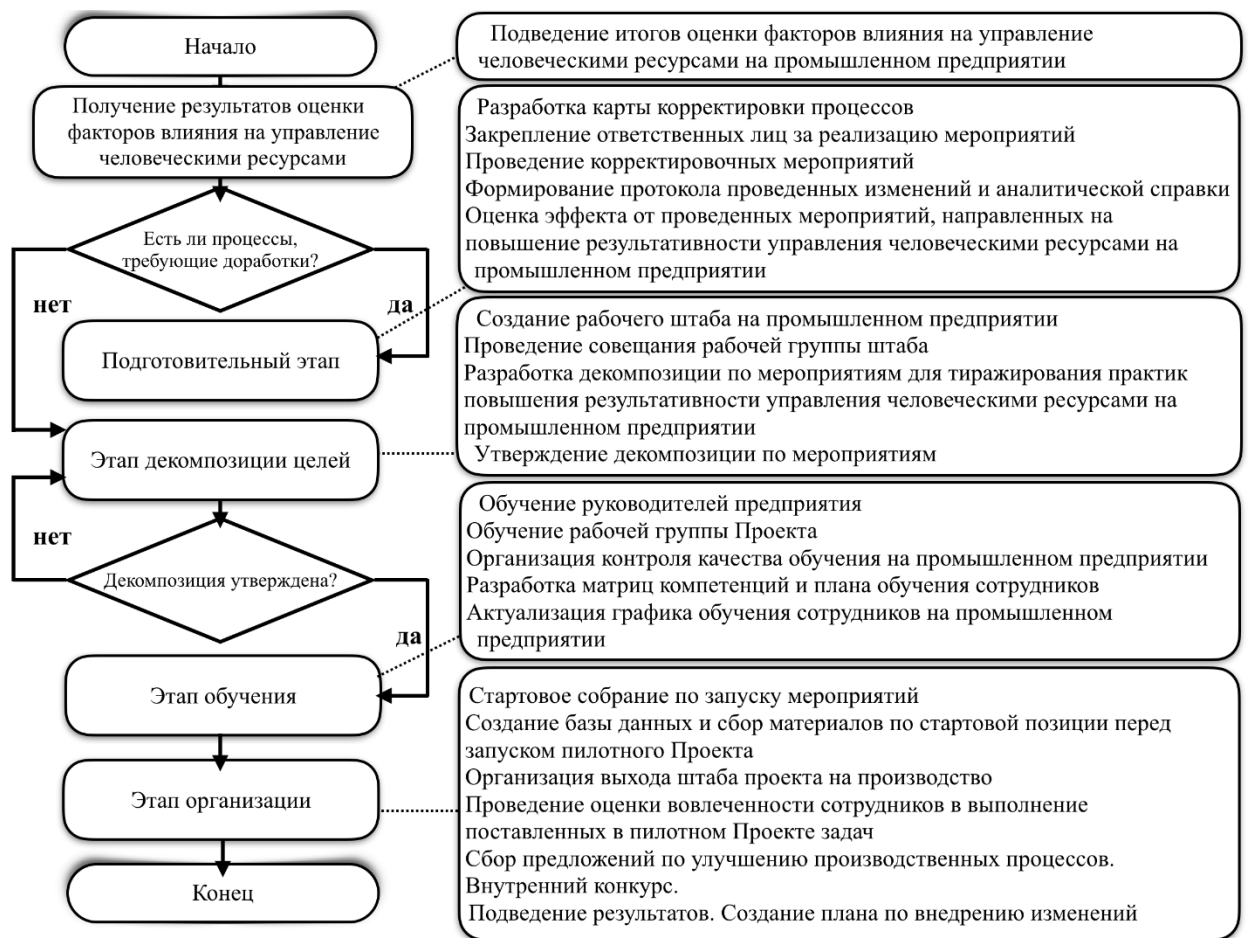 Начало
Подведение итогов оценки факторов влияния на управление
человеческими ресурсами на промышленном предприятии
Получение результатов оценки
факторов влияния на управление
человеческими ресурсами
Разработка карты корректировки процессов
Закрепление ответственных лиц за реализацию мероприятий
Проведение корректировочных мероприятий
Формирование протокола проведенных изменений и аналитической справки
Оценка эффекта от проведенных мероприятий, направленных на
повышение результативности управления человеческими ресурсами на
промышленном предприятии
Есть ли процессы,
требующие доработки?
нет
да
Подготовительный этап
Создание рабочего штаба на промышленном предприятии
Проведение совещания рабочей группы штаба
Разработка декомпозиции по мероприятиям для тиражирования практик
повышения результативности управления человеческими ресурсами на
промышленном предприятии
Утверждение декомпозиции по мероприятиям
Этап декомпозиции целей
нет
Декомпозиция утверждена?
да
Обучение руководителей предприятия
Обучение рабочей группы Проекта
Организация контроля качества обучения на промышленном предприятии
Разработка матриц компетенций и плана обучения сотрудников
Актуализация графика обучения сотрудников на промышленном
предприятии
Этап обучения
Стартовое собрание по запуску мероприятий
Создание базы данных и сбор материалов по стартовой позиции перед
запуском пилотного Проекта
Организация выхода штаба проекта на производство
Проведение оценки вовлеченности сотрудников в выполнение
поставленных в пилотном Проекте задач
Сбор предложений по улучшению производственных процессов.
Внутренний конкурс.
Подведение результатов. Создание плана по внедрению изменений
Этап организации
Конец